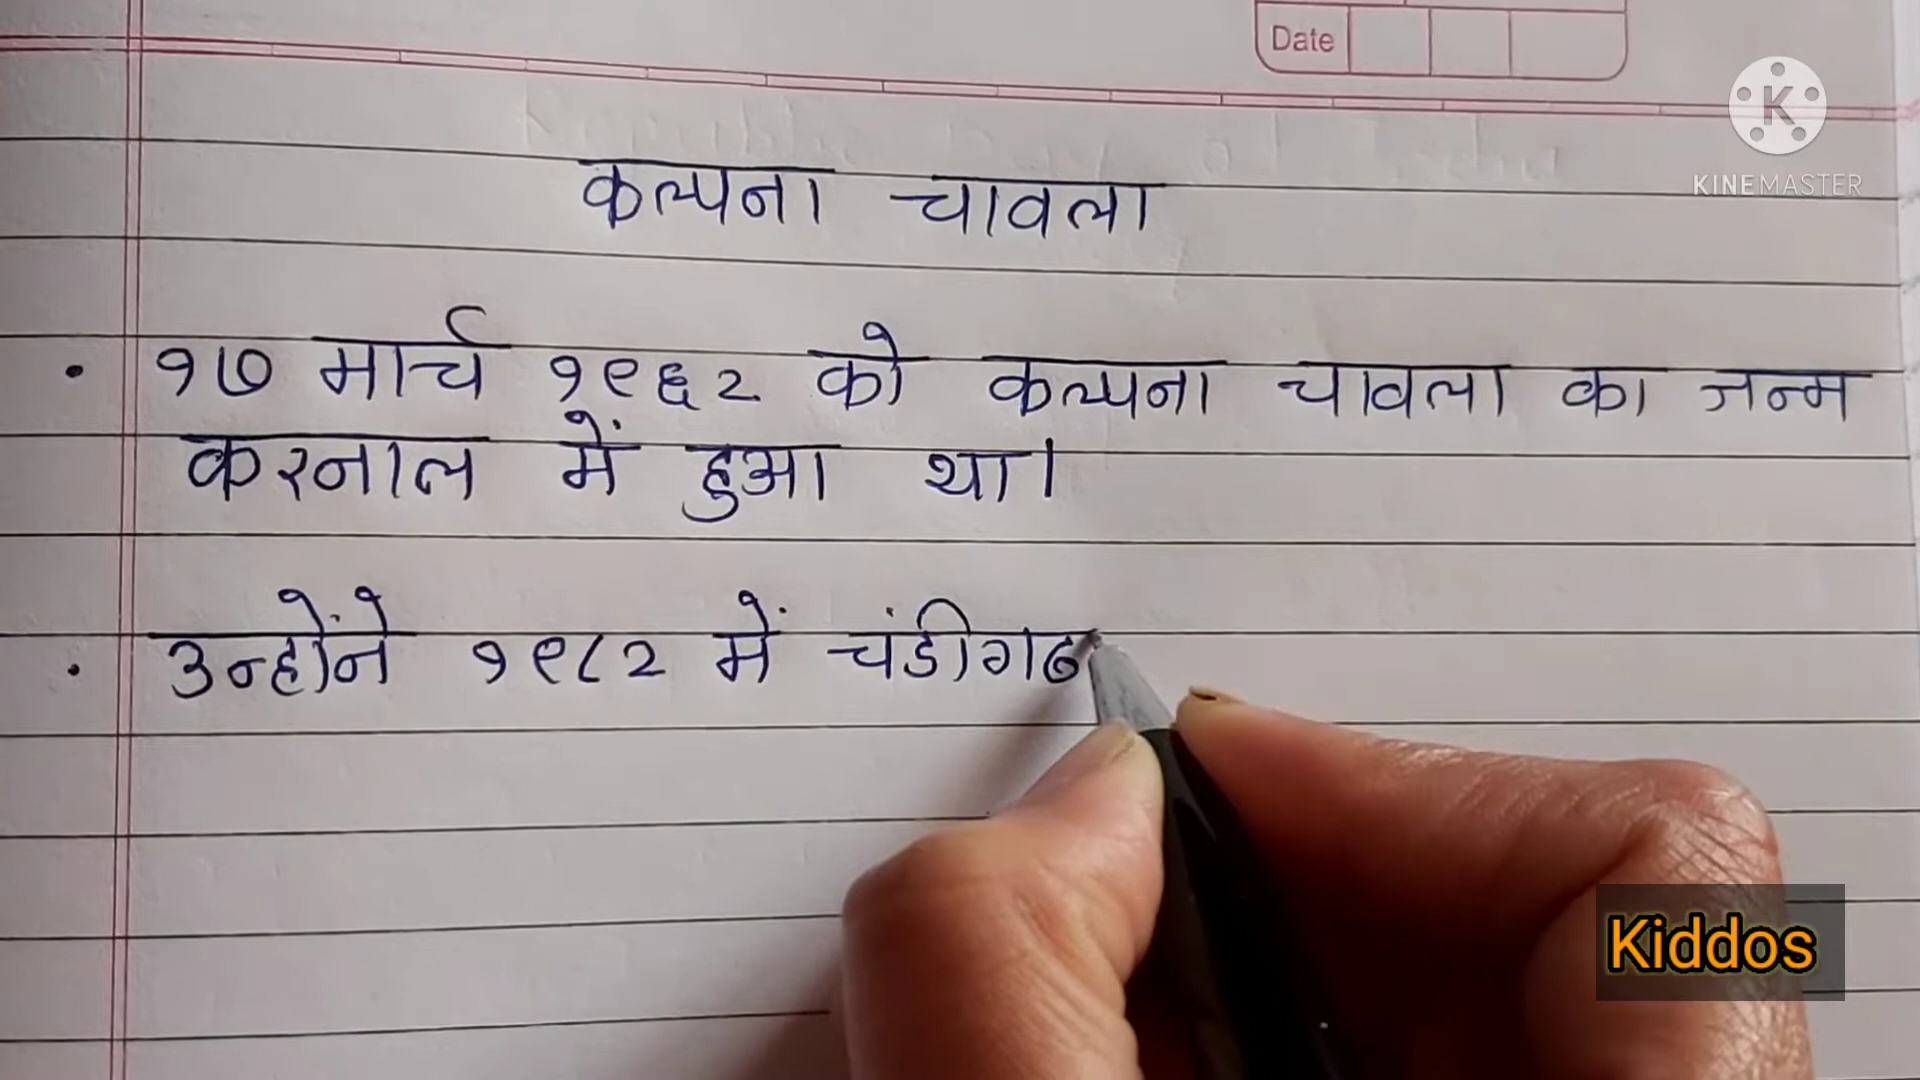 Date
K
KINEMASTER
कल्पना चावला
• १७ मार्च १९६२ को कल्पना चावला का जन्म
करनाल में हुआ था।
• उन्होंने १९८२ में चंडीगढ
Kiddos